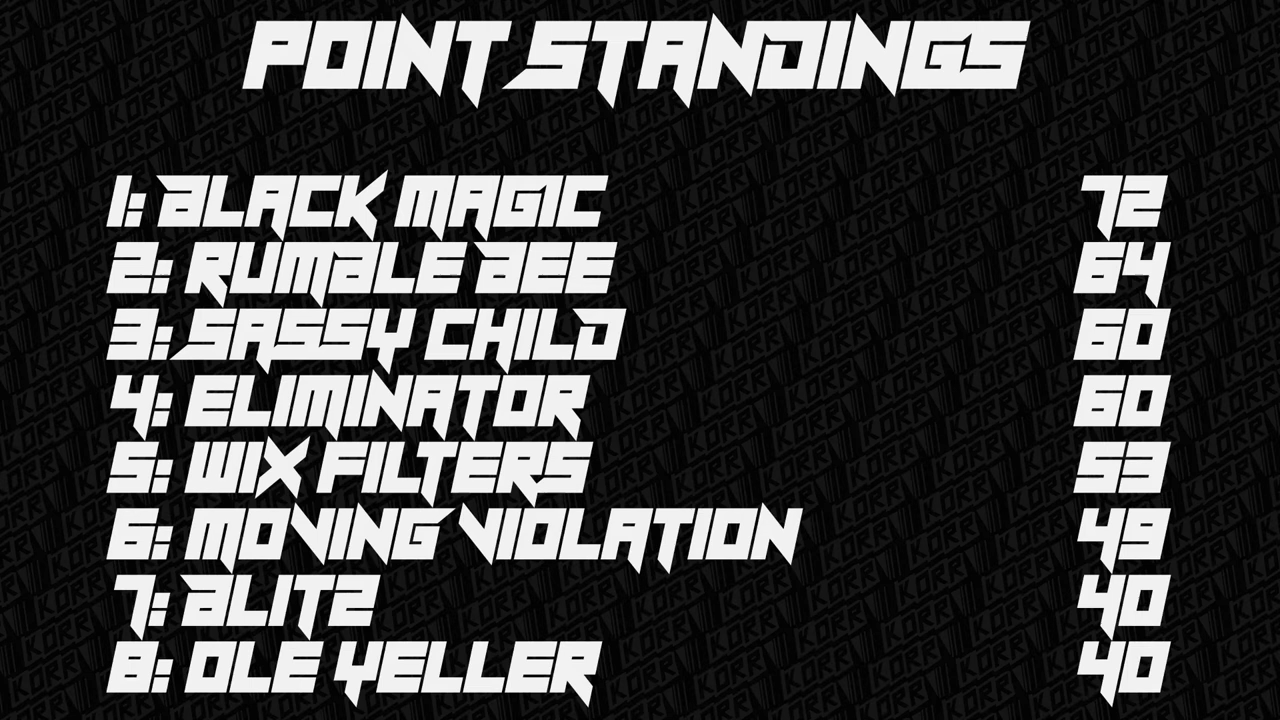 POINT STANDINGS
1: BLACK MAGIC 72
2: RUMBLE BEE 64
3: SASSY CHILD 60
4: ELIMINATOR 60
5: WIX FILTERS 53
6: MOVING VIOLATION 49
7: BLITZ 40
8: OLE YELLER 40